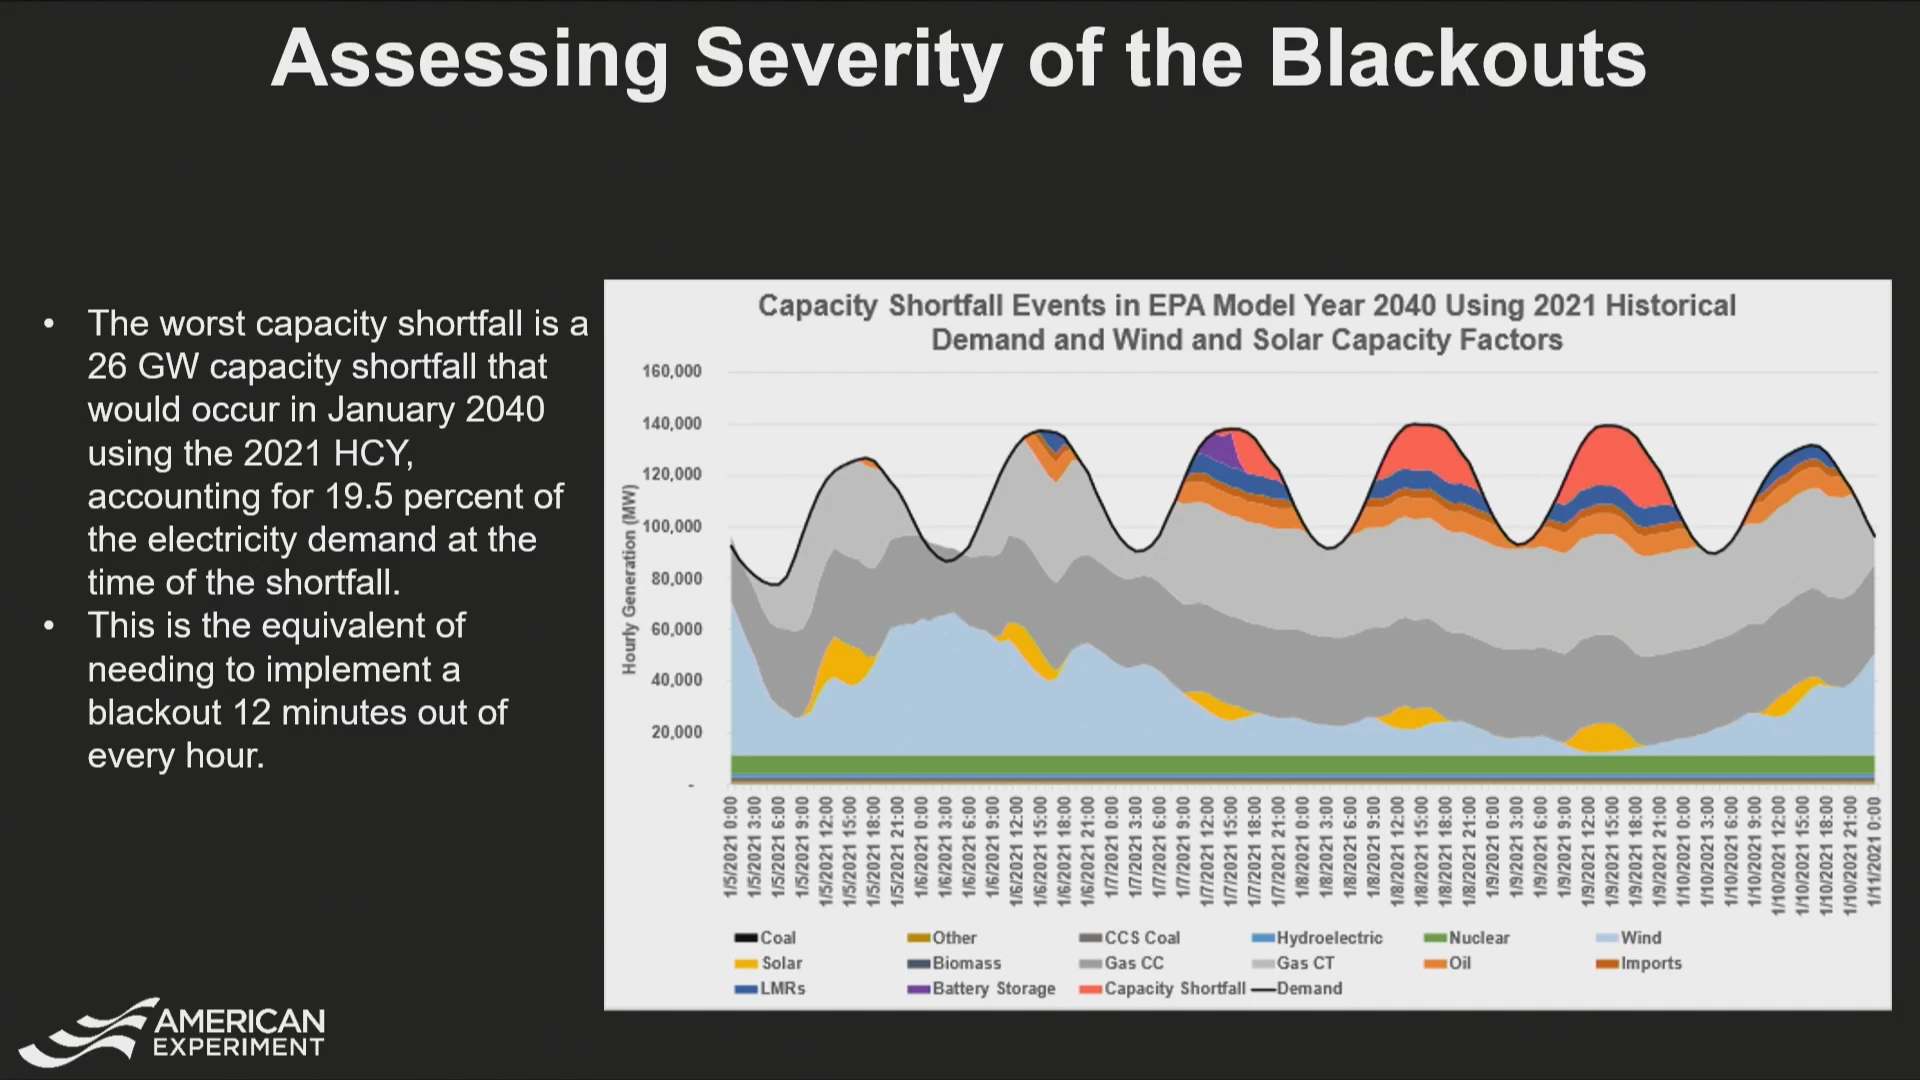 Assessing Severity of the Blackouts
• The worst capacity shortfall is a
26 GW capacity shortfall that
would occur in January 2040
using the 2021 HCY,
accounting for 19.5 percent of
the electricity demand at the
time of the shortfall.
• This is the equivalent of
needing to implement a
blackout 12 minutes out of
every hour.
Capacity Shortfall Events in EPA Model Year 2040 Using 2021 Historical
Demand and Wind and Solar Capacity Factors
Hourly Generation (MW)
160,000
140,000
120,000
100,000
80,000
60,000
40,000
20,000
-
1/5/2021 0:00
1/5/2021 3:00
1/5/2021 6:00
1/5/2021 9:00
1/5/2021 12:00
1/5/2021 15:00
1/5/2021 18:00
1/5/2021 21:00
1/6/2021 0:00
1/6/2021 3:00
1/6/2021 6:00
1/6/2021 9:00
1/6/2021 12:00
1/6/2021 15:00
1/6/2021 18:00
1/6/2021 21:00
1/7/2021 0:00
1/7/2021 3:00
1/7/2021 6:00
1/7/2021 9:00
1/7/2021 12:00
1/7/2021 15:00
1/7/2021 18:00
1/7/2021 21:00
1/8/2021 0:00
1/8/2021 3:00
1/8/2021 6:00
1/8/2021 9:00
1/8/2021 12:00
1/8/2021 15:00
1/8/2021 18:00
1/8/2021 21:00
1/9/2021 0:00
1/9/2021 3:00
1/9/2021 6:00
1/9/2021 9:00
1/9/2021 12:00
1/9/2021 15:00
1/9/2021 18:00
1/9/2021 21:00
1/10/2021 0:00
1/10/2021 3:00
1/10/2021 6:00
1/10/2021 9:00
1/10/2021 12:00
1/10/2021 15:00
1/10/2021 18:00
1/10/2021 21:00
1/11/2021 0:00
Coal Other CCS Coal Hydroelectric Nuclear Wind
Solar Biomass Gas CC Gas CT Oil Imports
LMRs Battery Storage Capacity Shortfall Demand
AMERICAN
EXPERIMENT